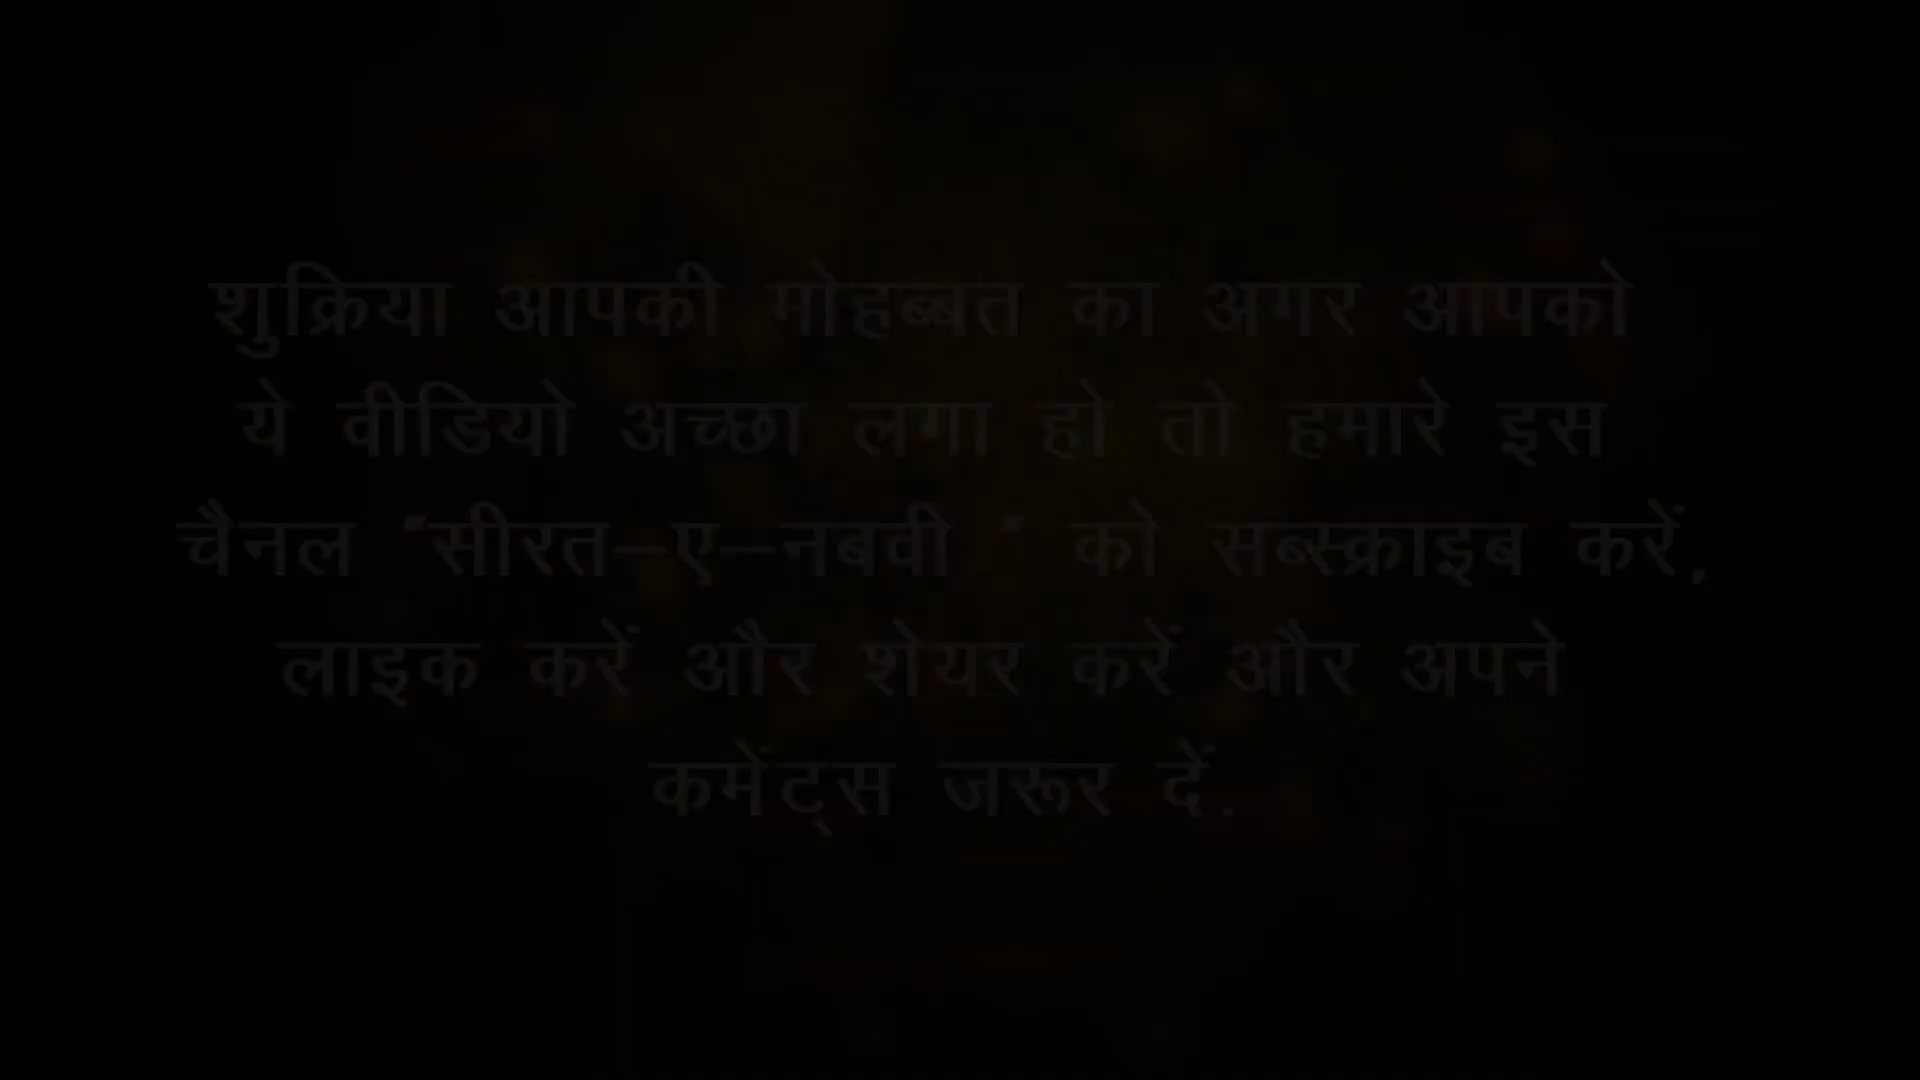 शुक्रिया आपकी मोहब्बत का अगर आपको
ये वीडियो अच्छा लगा हो तो हमारे इस
चैनल "सीरत–ए–नबवी " को सब्स्क्राइब करें,
लाइक करें और शेयर करें और अपने
कमेंट्स जरूर दें.